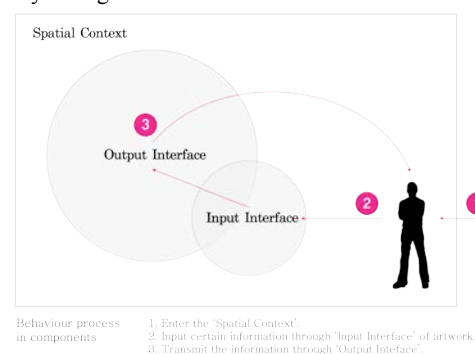 Spatial Context
3
Output Interface
2
Input Interface
Behaviour process
in components
1. Enter the 'Spatial Context'.
2. Input certain information through 'Input Interface' of artwork.
3. Transmit the information through 'Output Inteface'.